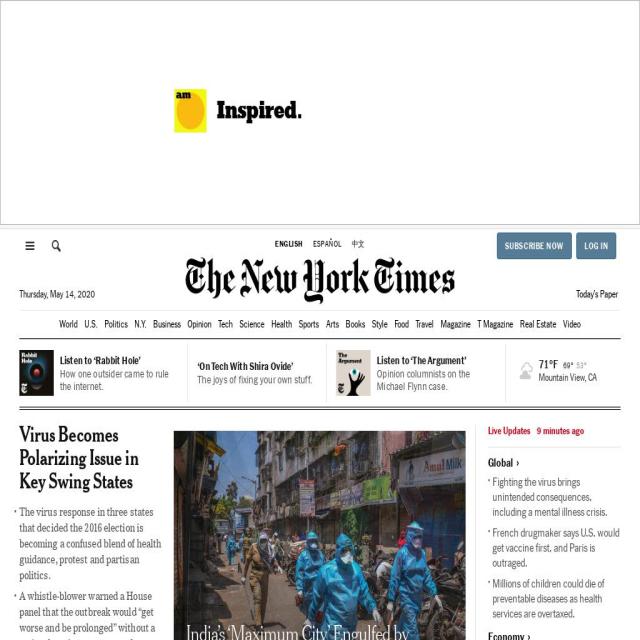 am
Inspired.
ENGLISH ESPAÑOL 中文
SUBSCRIBE NOW LOG IN
The New York Times
Thursday, May 14, 2020
Today's Paper
World U.S. Politics N.Y. Business Opinion Tech Science Health Sports Arts Books Style Food Travel Magazine T Magazine Real Estate Video
Rabbit
Hole
Listen to ‘Rabbit Hole’
How one outsider came to rule
the internet.
‘On Tech With Shira Ovide’
The joys of fixing your own stuff.
The
Argument
Listen to ‘The Argument’
Opinion columnists on the
Michael Flynn case.
71°F 69° 53°
Mountain View, CA
Virus Becomes
Polarizing Issue in
Key Swing States
• The virus response in three states
that decided the 2016 election is
becoming a confused blend of health
guidance, protest and partisan
politics.
• A whistle-blower warned a House
panel that the outbreak would “get
worse and be prolonged” without a
Amul Milk
India’s ‘Maximum City’ Engulfed by
Live Updates 9 minutes ago
Global ›
• Fighting the virus brings
unintended consequences,
including a mental illness crisis.
• French drugmaker says U.S. would
get vaccine first, and Paris is
outraged.
• Millions of children could die of
preventable diseases as health
services are overtaxed.
Economy ›